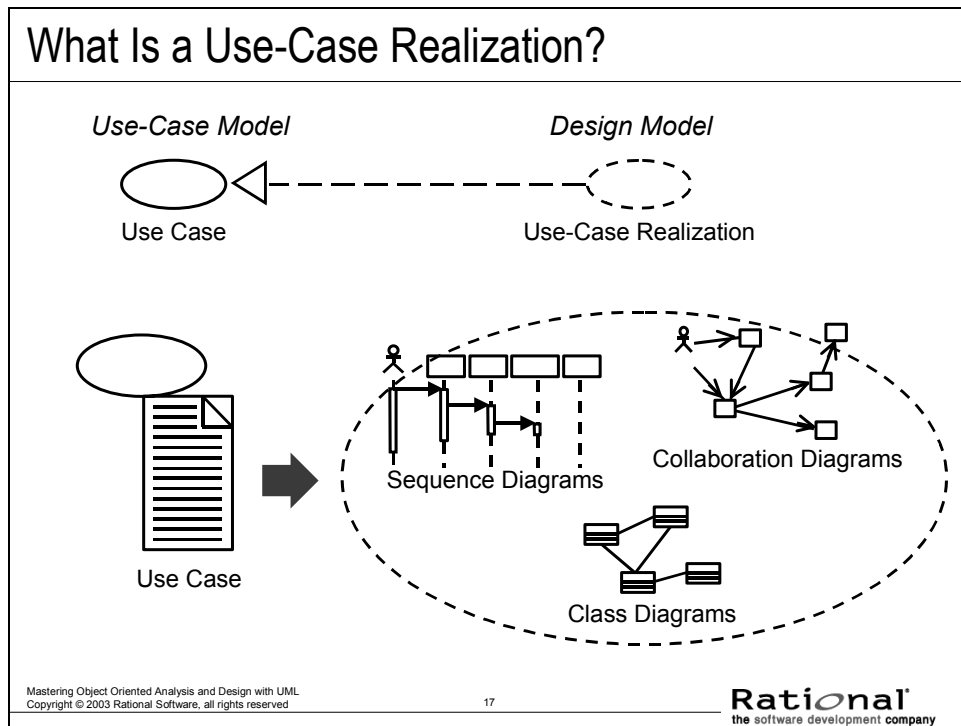 What Is a Use-Case Realization?
Use-Case Model
Design Model
Use Case
Use-Case Realization
Sequence Diagrams
Collaboration Diagrams
Class Diagrams
Use Case
Mastering Object Oriented Analysis and Design with UML
Copyright © 2003 Rational Software, all rights reserved
17
Rational
the software development company